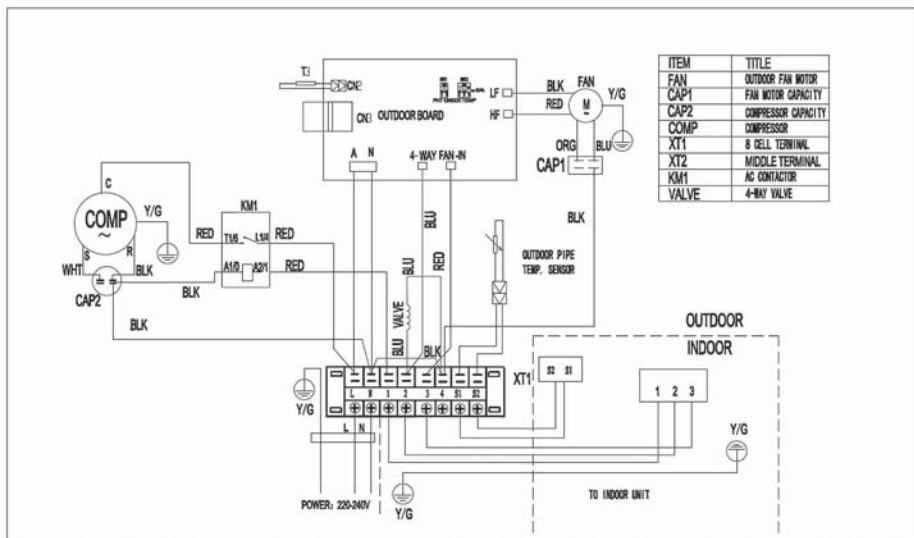 T3
CN2
CN3
OUTDOOR BOARD
LF
HF
BLK
RED
FAN
M
~
Y/G
ORG
BLU
CAP1
BLK
A N
4-WAY FAN-IN
ITEM TITLE
FAN OUTDOOR FAN MOTOR
CAP1 FAN MOTOR CAPACITY
CAP2 COMPRESSOR CAPACITY
COMP COMPRESSOR
XT1 8 CELL TERMINAL
XT2 MIDDLE TERMINAL
KM1 AC CONTACTOR
VALVE 4-WAY VALVE
C
COMP
~
S
R
Y/G
WHT
BLK
CAP2
BLK
BLK
RED
KM1
T1/6 L1/4
A1/0 A2/1
RED
RED
BLU
RED
BLU
VALVE
BLU
BLK
OUTDOOR PIPE
TEMP. SENSOR
OUTDOOR
INDOOR
XT1
L N 1 2 3 4 S1 S2
S2 S1
1 2 3
Y/G
L N
POWER: 220-240V
Y/G
Y/G
TO INDOOR UNIT